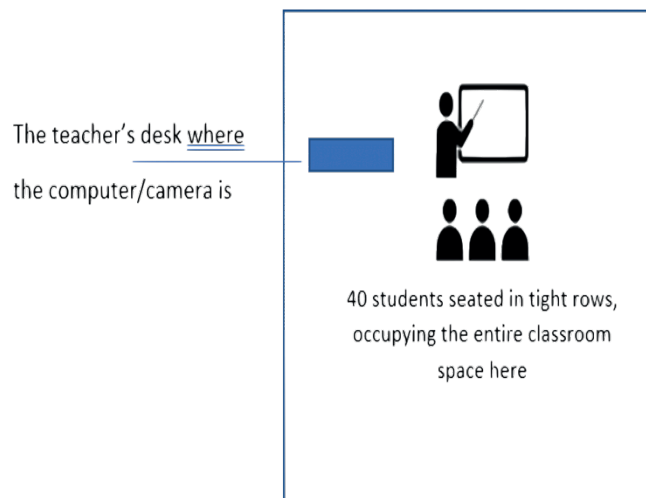 The teacher's desk where
the computer/camera is
40 students seated in tight rows,
occupying the entire classroom
space here